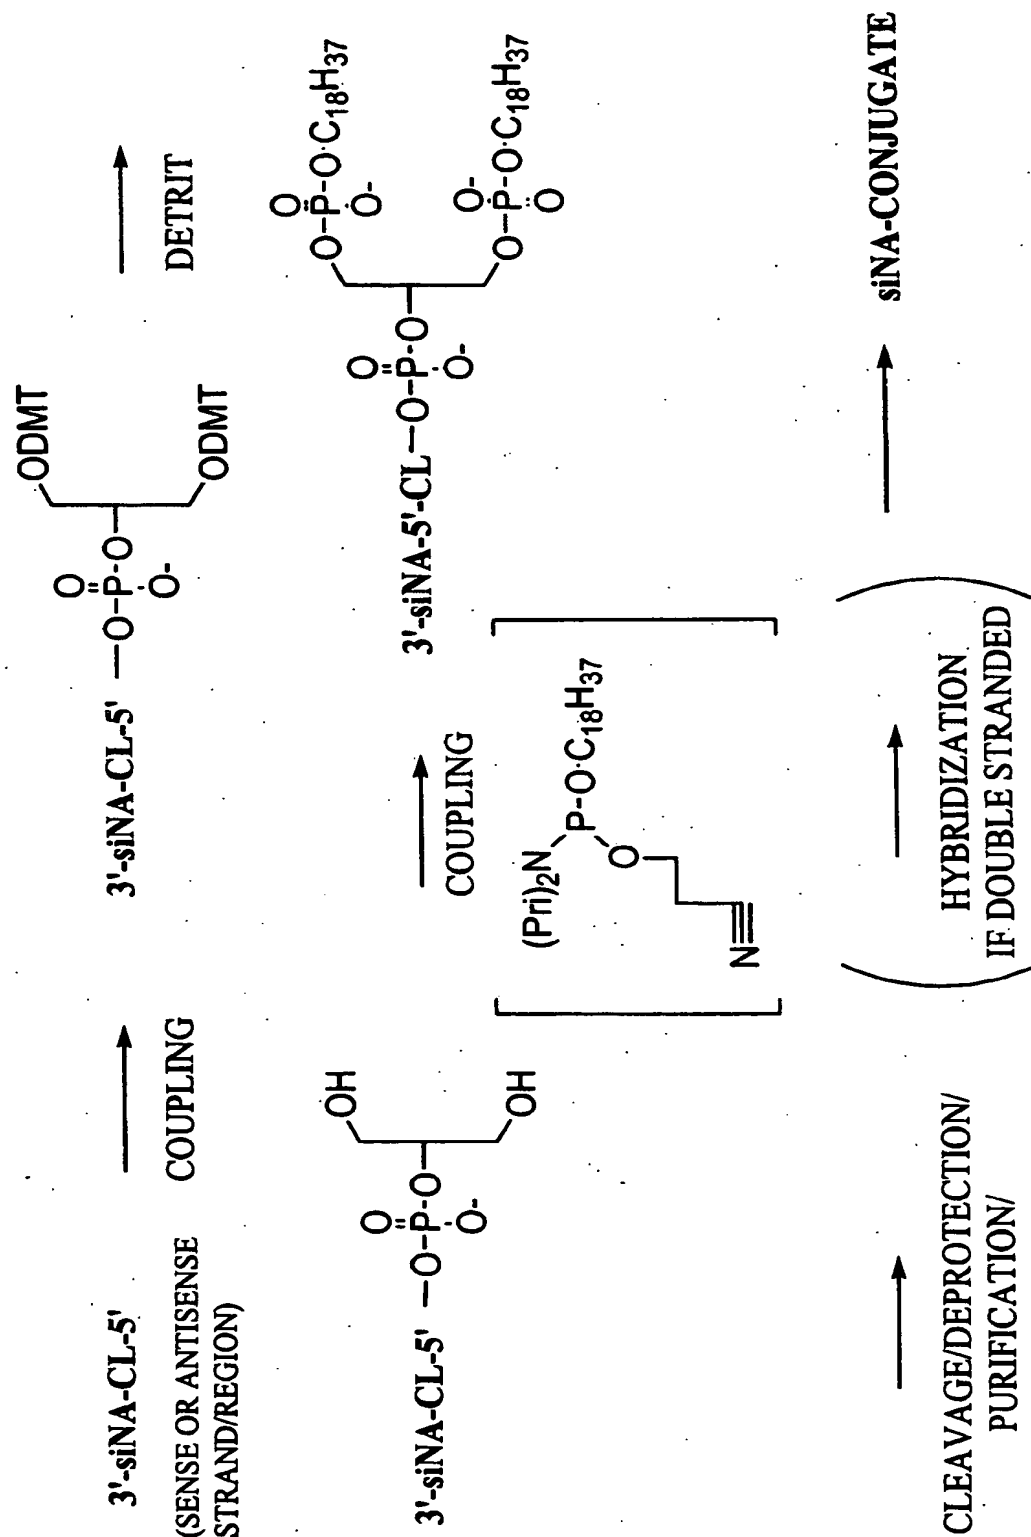 3'-siNA-CL-5'
(SENSE OR ANTISENSE
STRAND/REGION)
COUPLING
3'-siNA-CL-5' —O-P-O
O
O-
ODMT
ODMT
DETRIT
3'-siNA-CL-5' —O-P-O
O
O-
OH
OH
COUPLING
(Pri)2N
P-O·C18H37
O
N
3'-siNA-5'-CL—O-P-O
O
O-
O
O-P-O·C18H37
O-
O-
O-P-O·C18H37
O
CLEAVAGE/DEPROTECTION/
PURIFICATION/
HYBRIDIZATION
IF DOUBLE STRANDED
siNA-CONJUGATE